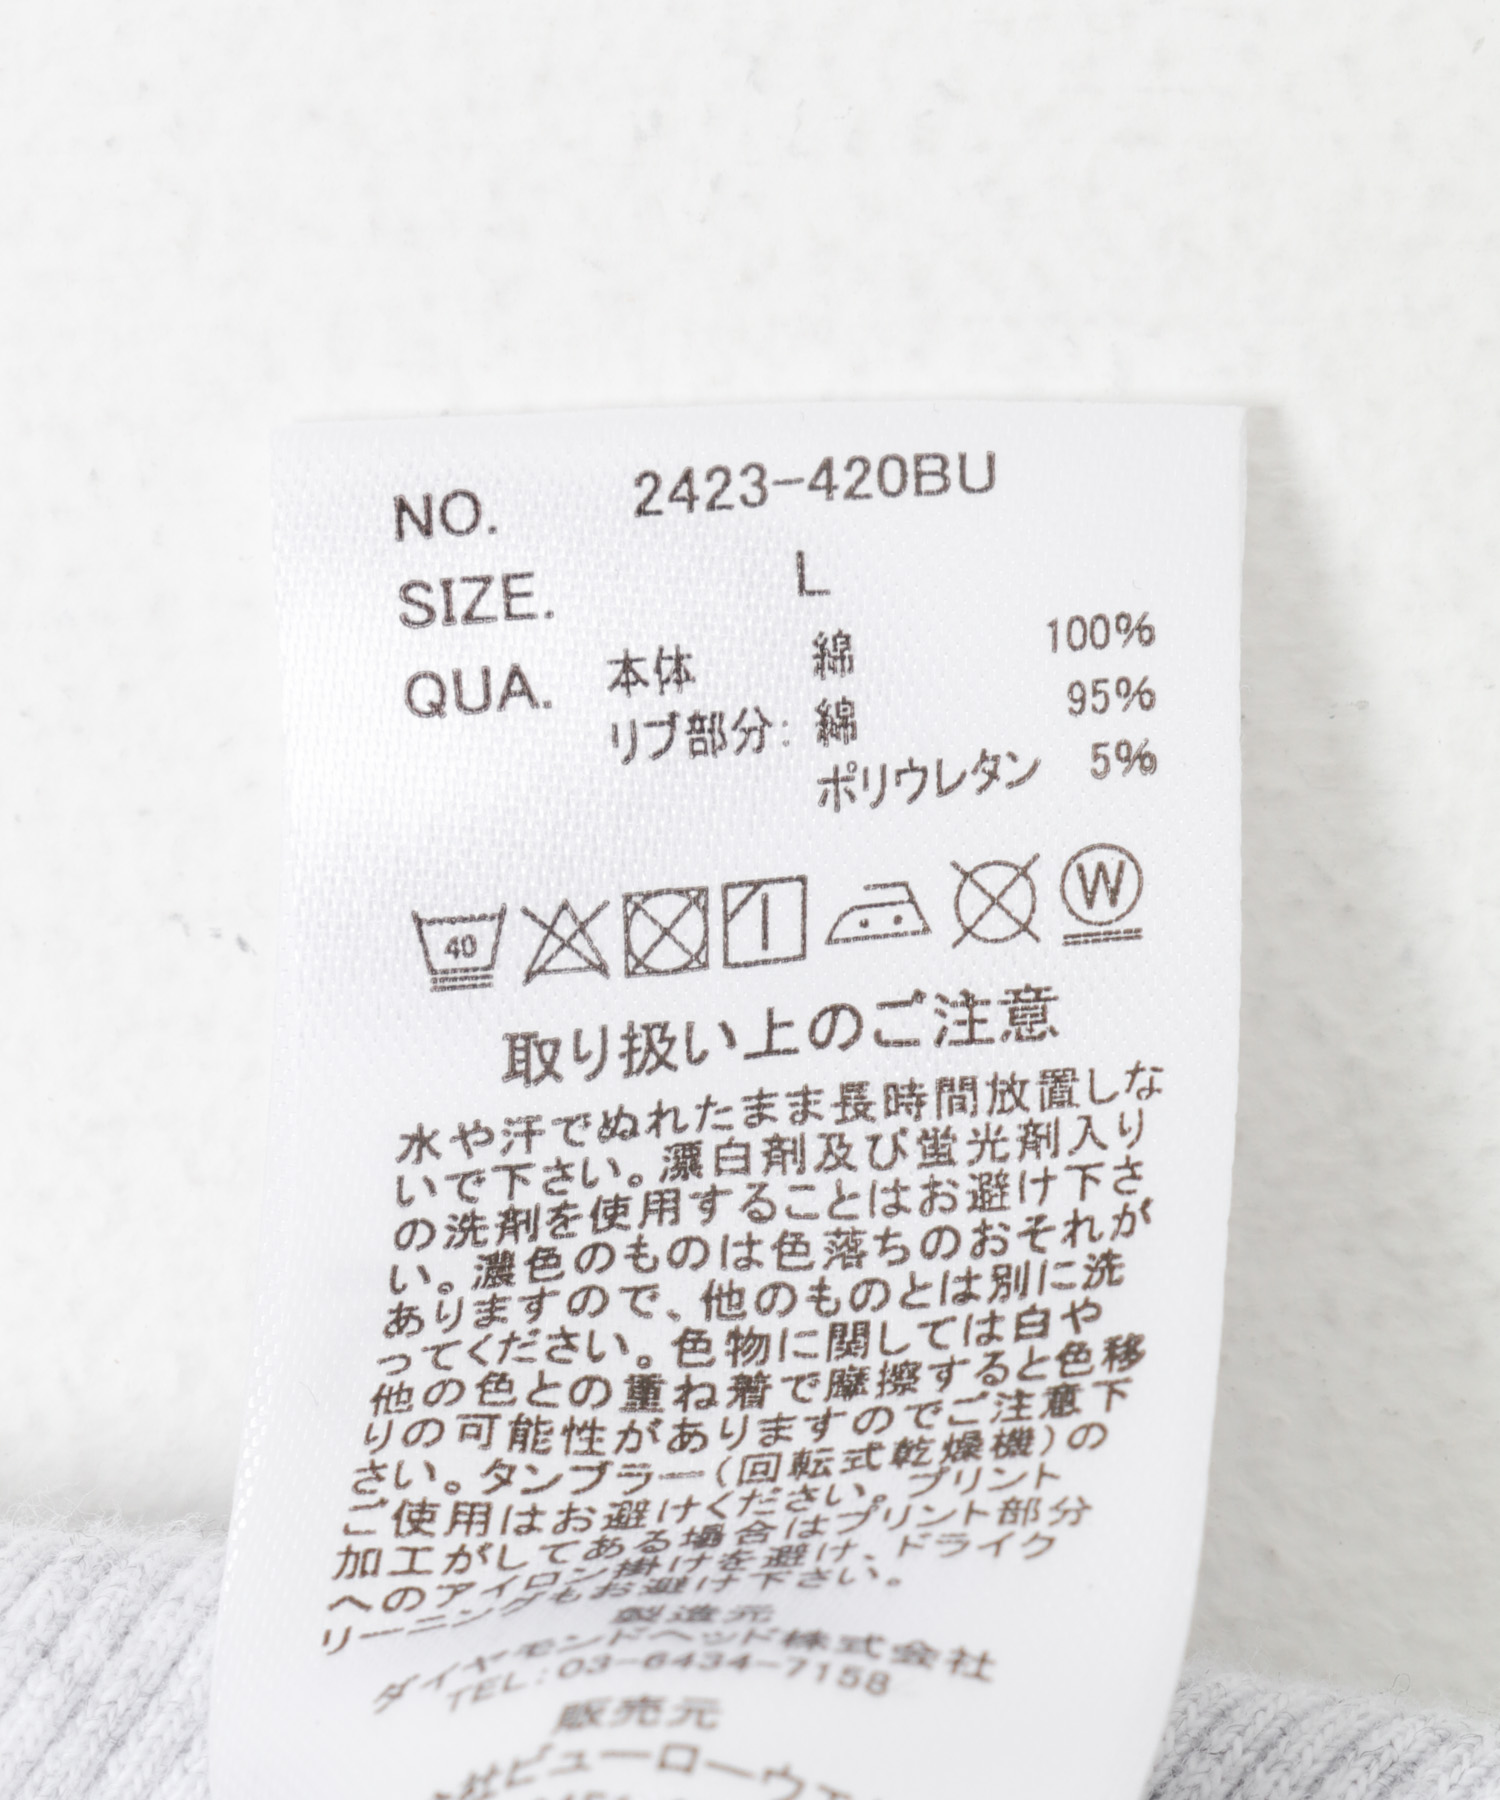 NO. 2423-420BU
SIZE. L
QUA. 本体 綿 100%
リブ部分: 綿 95%
ポリウレタン 5%
40 W
取り扱い上のご注意
水や汗でぬれたまま長時間放置しな
いで下さい。漂白剤及び蛍光剤入り
の洗剤を使用することはお避け下さ
い。濃色のものは色落ちのおそれが
ありますので、他のものとは別に洗
ってください。色物に関しては白や
他の色との重ね着で摩擦すると色移
りの可能性がありますのでご注意下
さい。タンブラー(回転式乾燥機)の
ご使用はお避けください。プリント
加工がしてある場合はプリント部分
へのアイロン掛けを避け、ドライク
リーニングもお避け下さい。
製造元
ダイヤモンドヘッド株式会社
TEL:03-6434-7158
販売元
社ビューローウエ